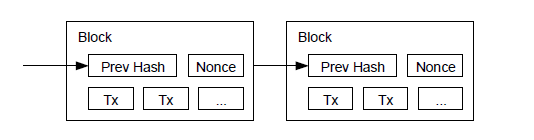 Block
Prev Hash Nonce
Tx Tx ...
Block
Prev Hash Nonce
Tx Tx ...